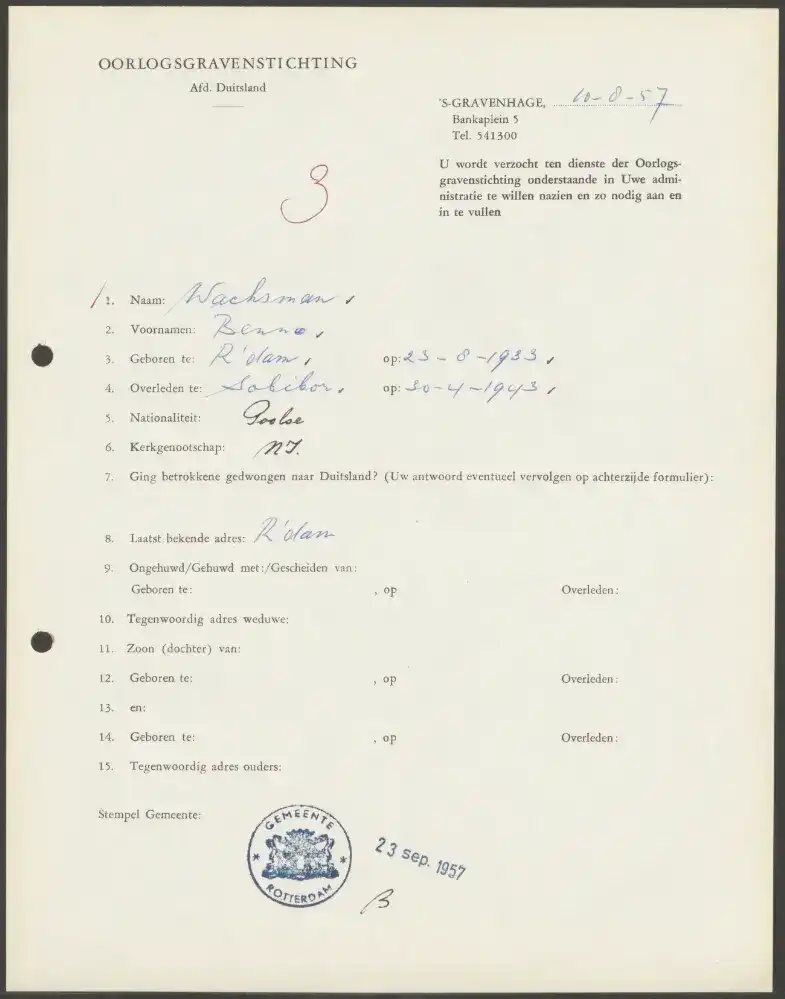 OORLOGSGRAVENSTICHTING
Afd. Duitsland
'S-GRAVENHAGE, 10-8-57
Bankaplein 5
Tel. 541300
U wordt verzocht ten dienste der Oorlogs-
gravenstichting onderstaande in Uwe admi-
nistratie te willen nazien en zo nodig aan en
in te vullen
3
/ 1. Naam: Wachsman,
2. Voornamen: Benno,
3. Geboren te: R'dam, op: 23-8-1933,
4. Overleden te: Sobibor, op: 30-4-1943,
5. Nationaliteit: Poolse
6. Kerkgenootschap: NI.
7. Ging betrokkene gedwongen naar Duitsland? (Uw antwoord eventueel vervolgen op achterzijde formulier):
8. Laatst bekende adres: R'dam
9. Ongehuwd/Gehuwd met:/Gescheiden van:
Geboren te: , op Overleden:
10. Tegenwoordig adres weduwe:
11. Zoon (dochter) van:
12. Geboren te: , op Overleden:
13. en:
14. Geboren te: , op Overleden:
15. Tegenwoordig adres ouders:
Stempel Gemeente:
GEMEENTE
* *
ROTTERDAM
23 Sep. 1957
B